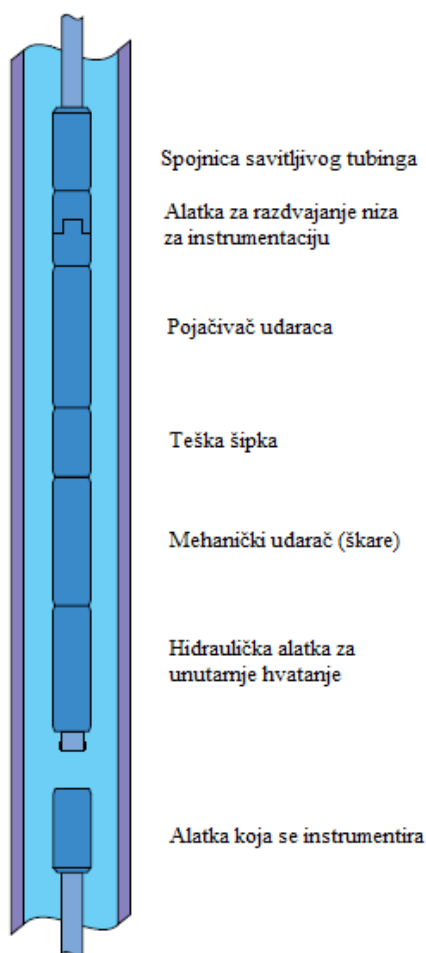 Spojnica savitljivog tubinga
Alatka za razdvajanje niza
za instrumentaciju
Pojačivač udaraca
Teška šipka
Mehanički udarač (škare)
Hidraulička alatka za
unutarnje hvatanje
Alatka koja se instrumentira